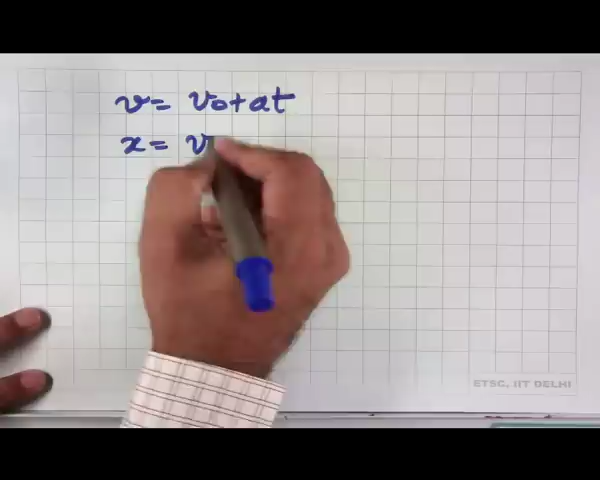 v = v₀ + at
x = v
ETSC, IIT DELHI